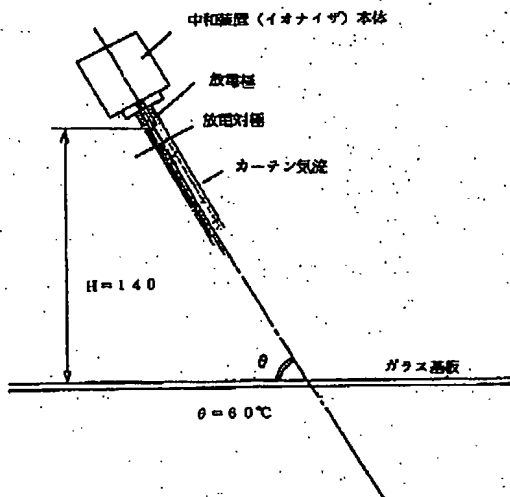 中和装置（イオナイザ）本体
放電極
放電対極
カーテン気流
H=140
θ
ガラス基板
θ=60℃